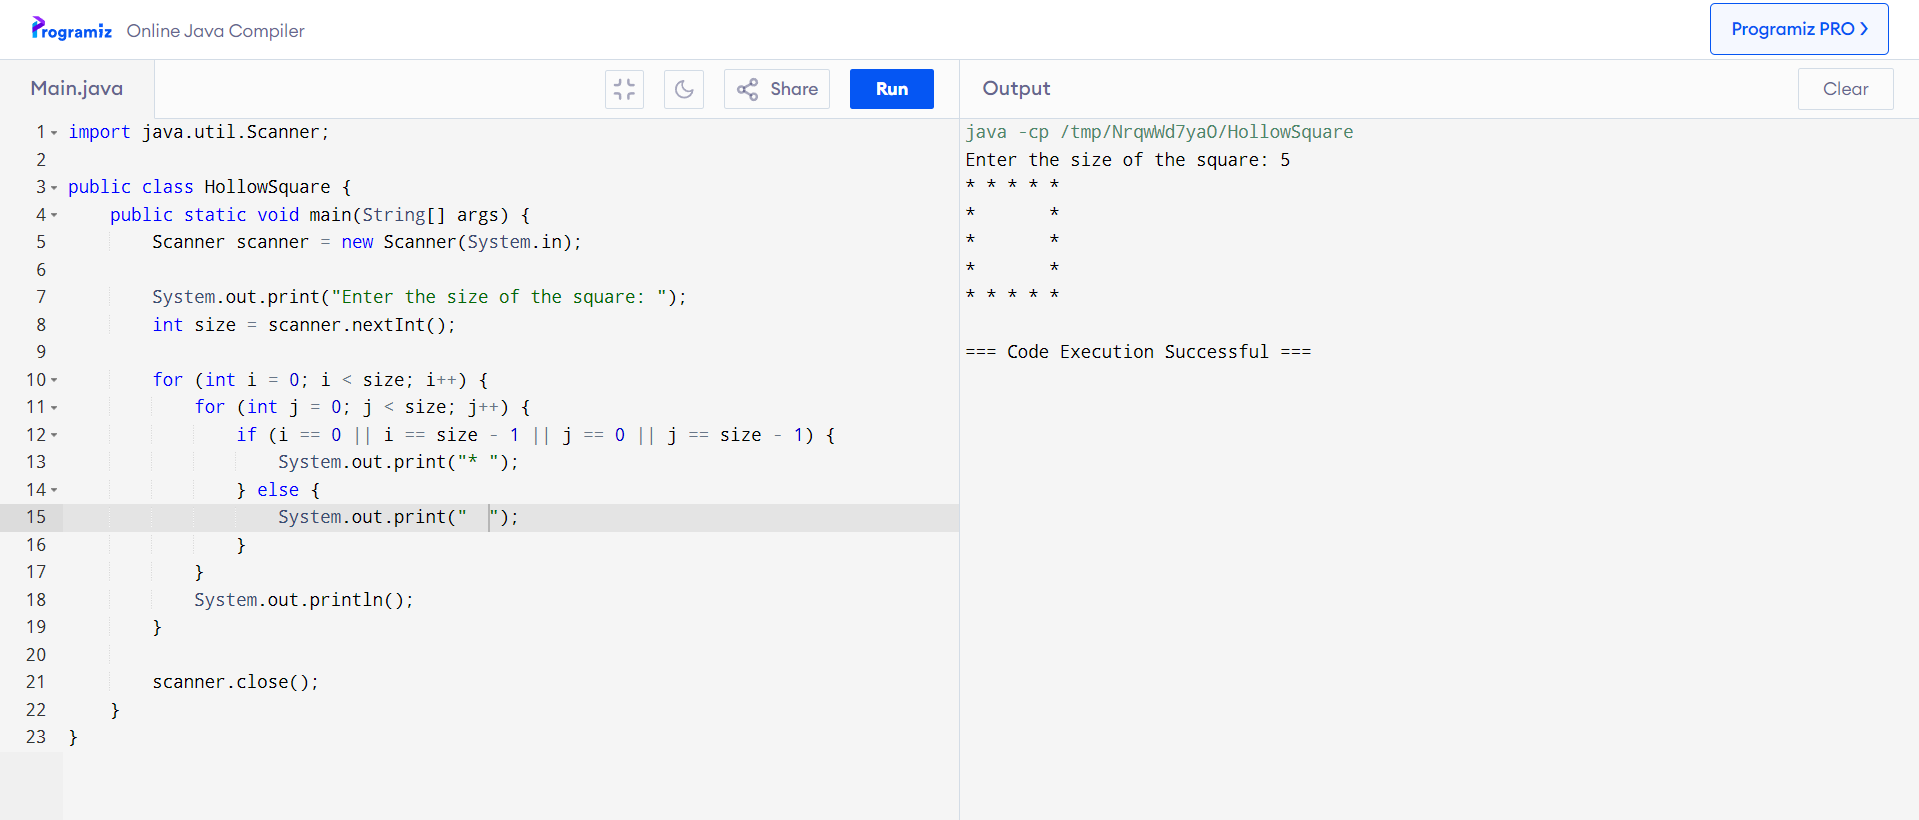 Programiz Online Java Compiler
Programiz PRO >
Main.java
Share
Run
Output
Clear
1 import java.util.Scanner;
2
3 public class HollowSquare {
4     public static void main(String[] args) {
5         Scanner scanner = new Scanner(System.in);
6
7         System.out.print("Enter the size of the square: ");
8         int size = scanner.nextInt();
9
10         for (int i = 0; i < size; i++) {
11             for (int j = 0; j < size; j++) {
12                 if (i == 0 || i == size - 1 || j == 0 || j == size - 1) {
13                     System.out.print("* ");
14                 } else {
15                     System.out.print("  ");
16                 }
17             }
18             System.out.println();
19         }
20
21         scanner.close();
22     }
23 }
java -cp /tmp/NrqwWd7yaO/HollowSquare
Enter the size of the square: 5
* * * * *
*       *
*       *
*       *
* * * * *
=== Code Execution Successful ===